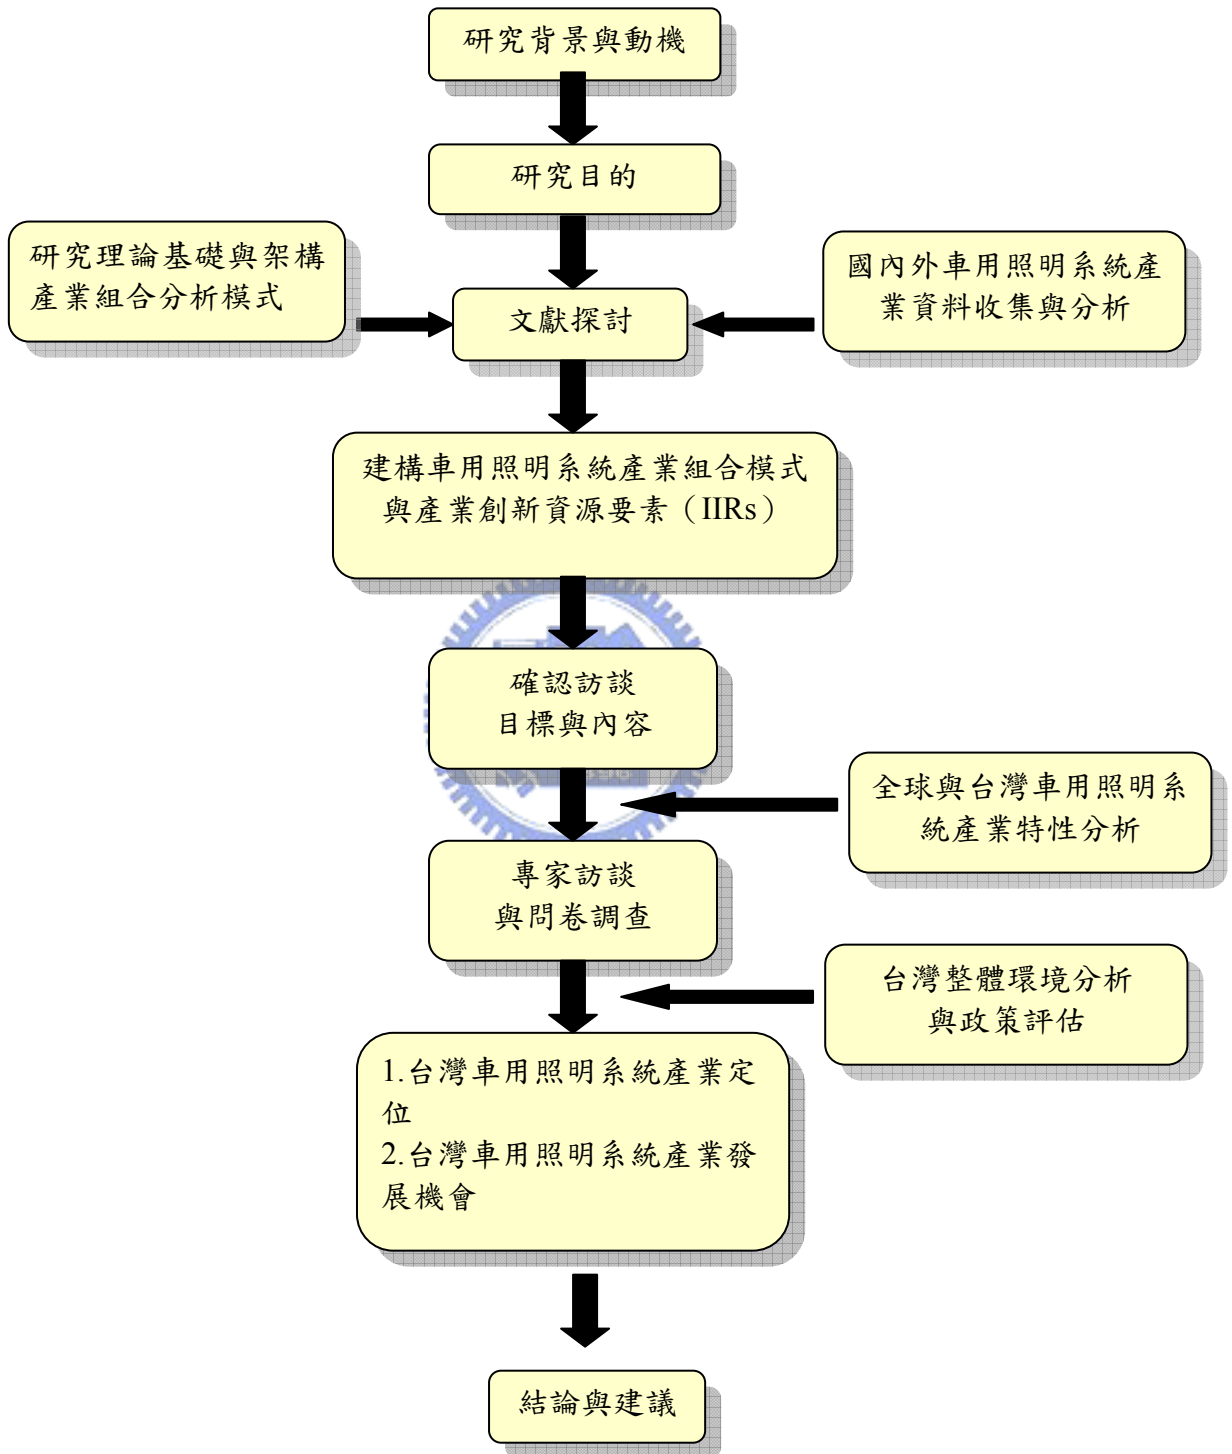 研究背景與動機
研究目的
研究理論基礎與架構
產業組合分析模式
國內外車用照明系統產
業資料收集與分析
文獻探討
建構車用照明系統產業組合模式
與產業創新資源要素（IIRs）
確認訪談
目標與內容
全球與台灣車用照明系
統產業特性分析
專家訪談
與問卷調查
台灣整體環境分析
與政策評估
1.台灣車用照明系統產業定
位
2.台灣車用照明系統產業發
展機會
結論與建議